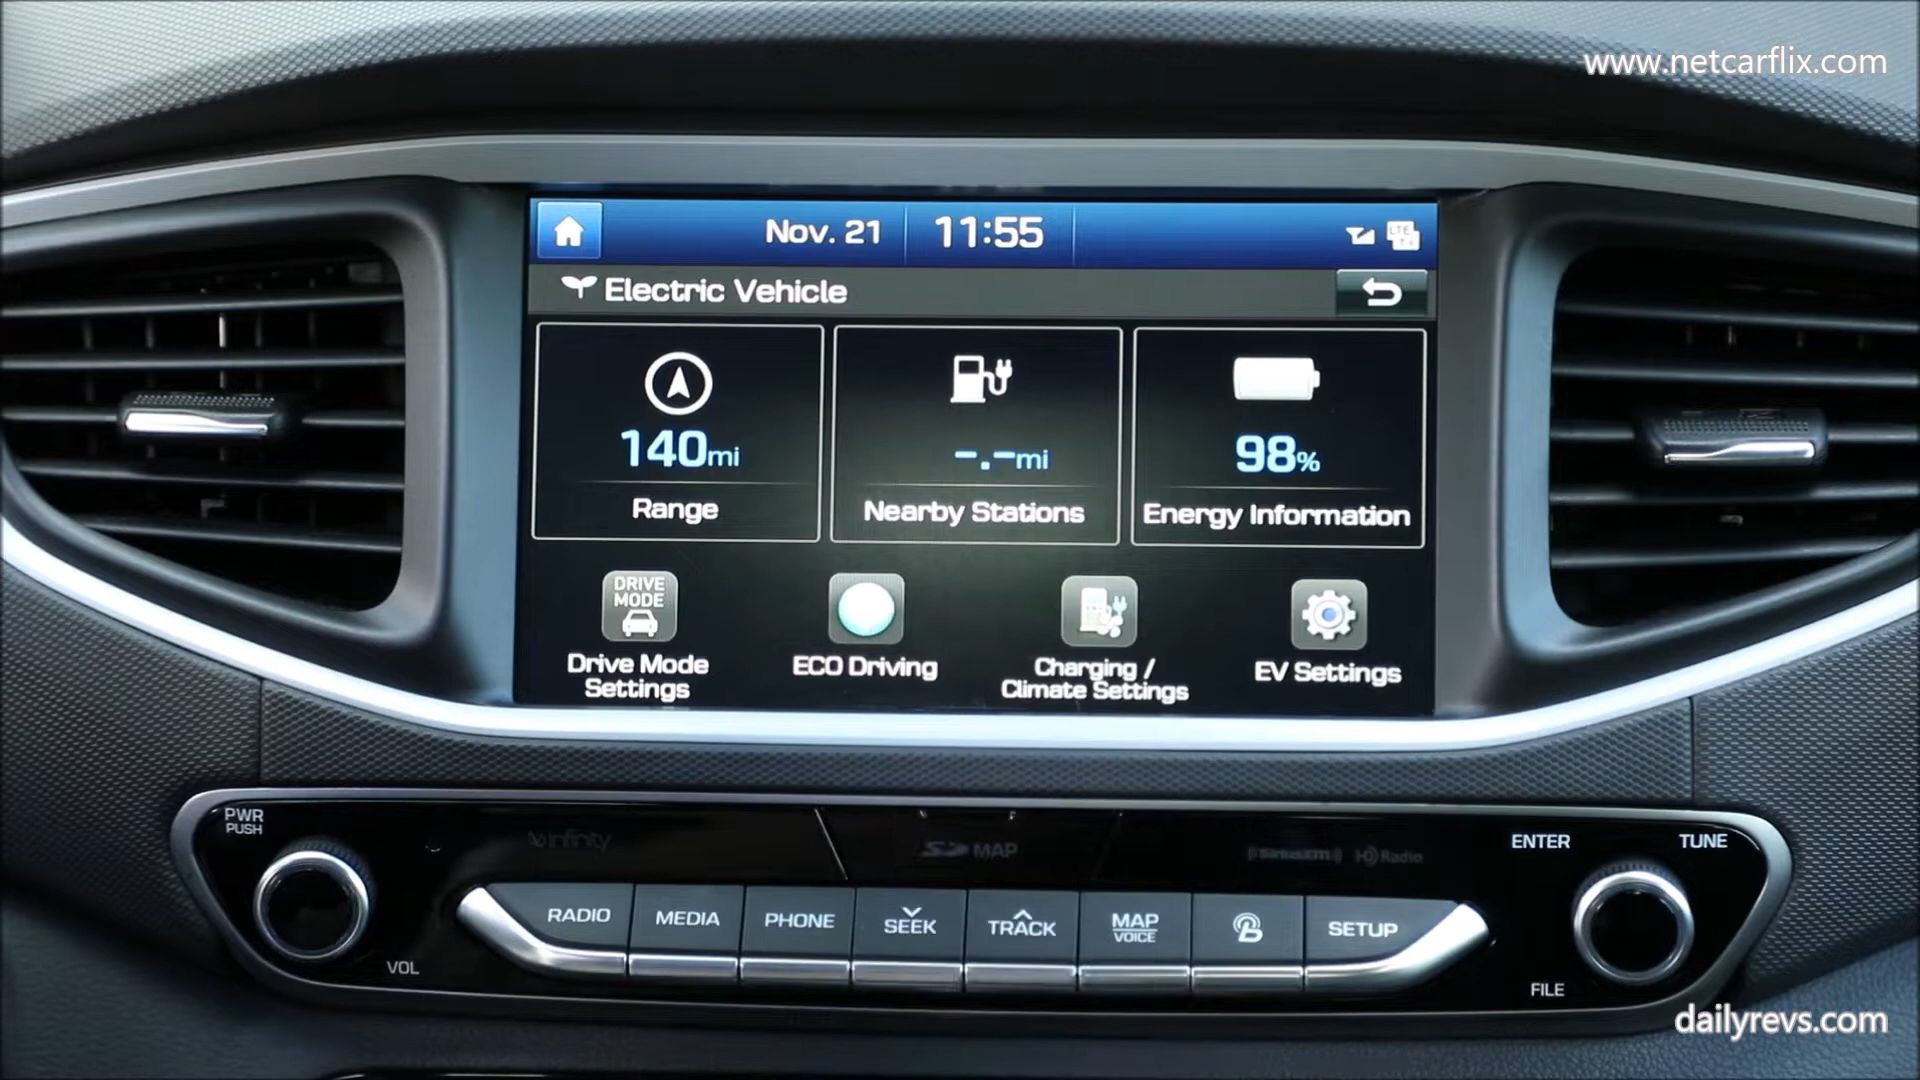 www.netcarflix.com
Nov. 21
11:55
LTE
Electric Vehicle
140mi
-.-mi
98%
Range
Nearby Stations
Energy Information
DRIVE
MODE
Drive Mode
Settings
ECO Driving
Charging /
Climate Settings
EV Settings
PWR
PUSH
infinity
MAP
SiriusXM
HD Radio
ENTER
TUNE
VOL
RADIO
MEDIA
PHONE
SEEK
TRACK
MAP
VOICE
SETUP
FILE
dailyrevs.com